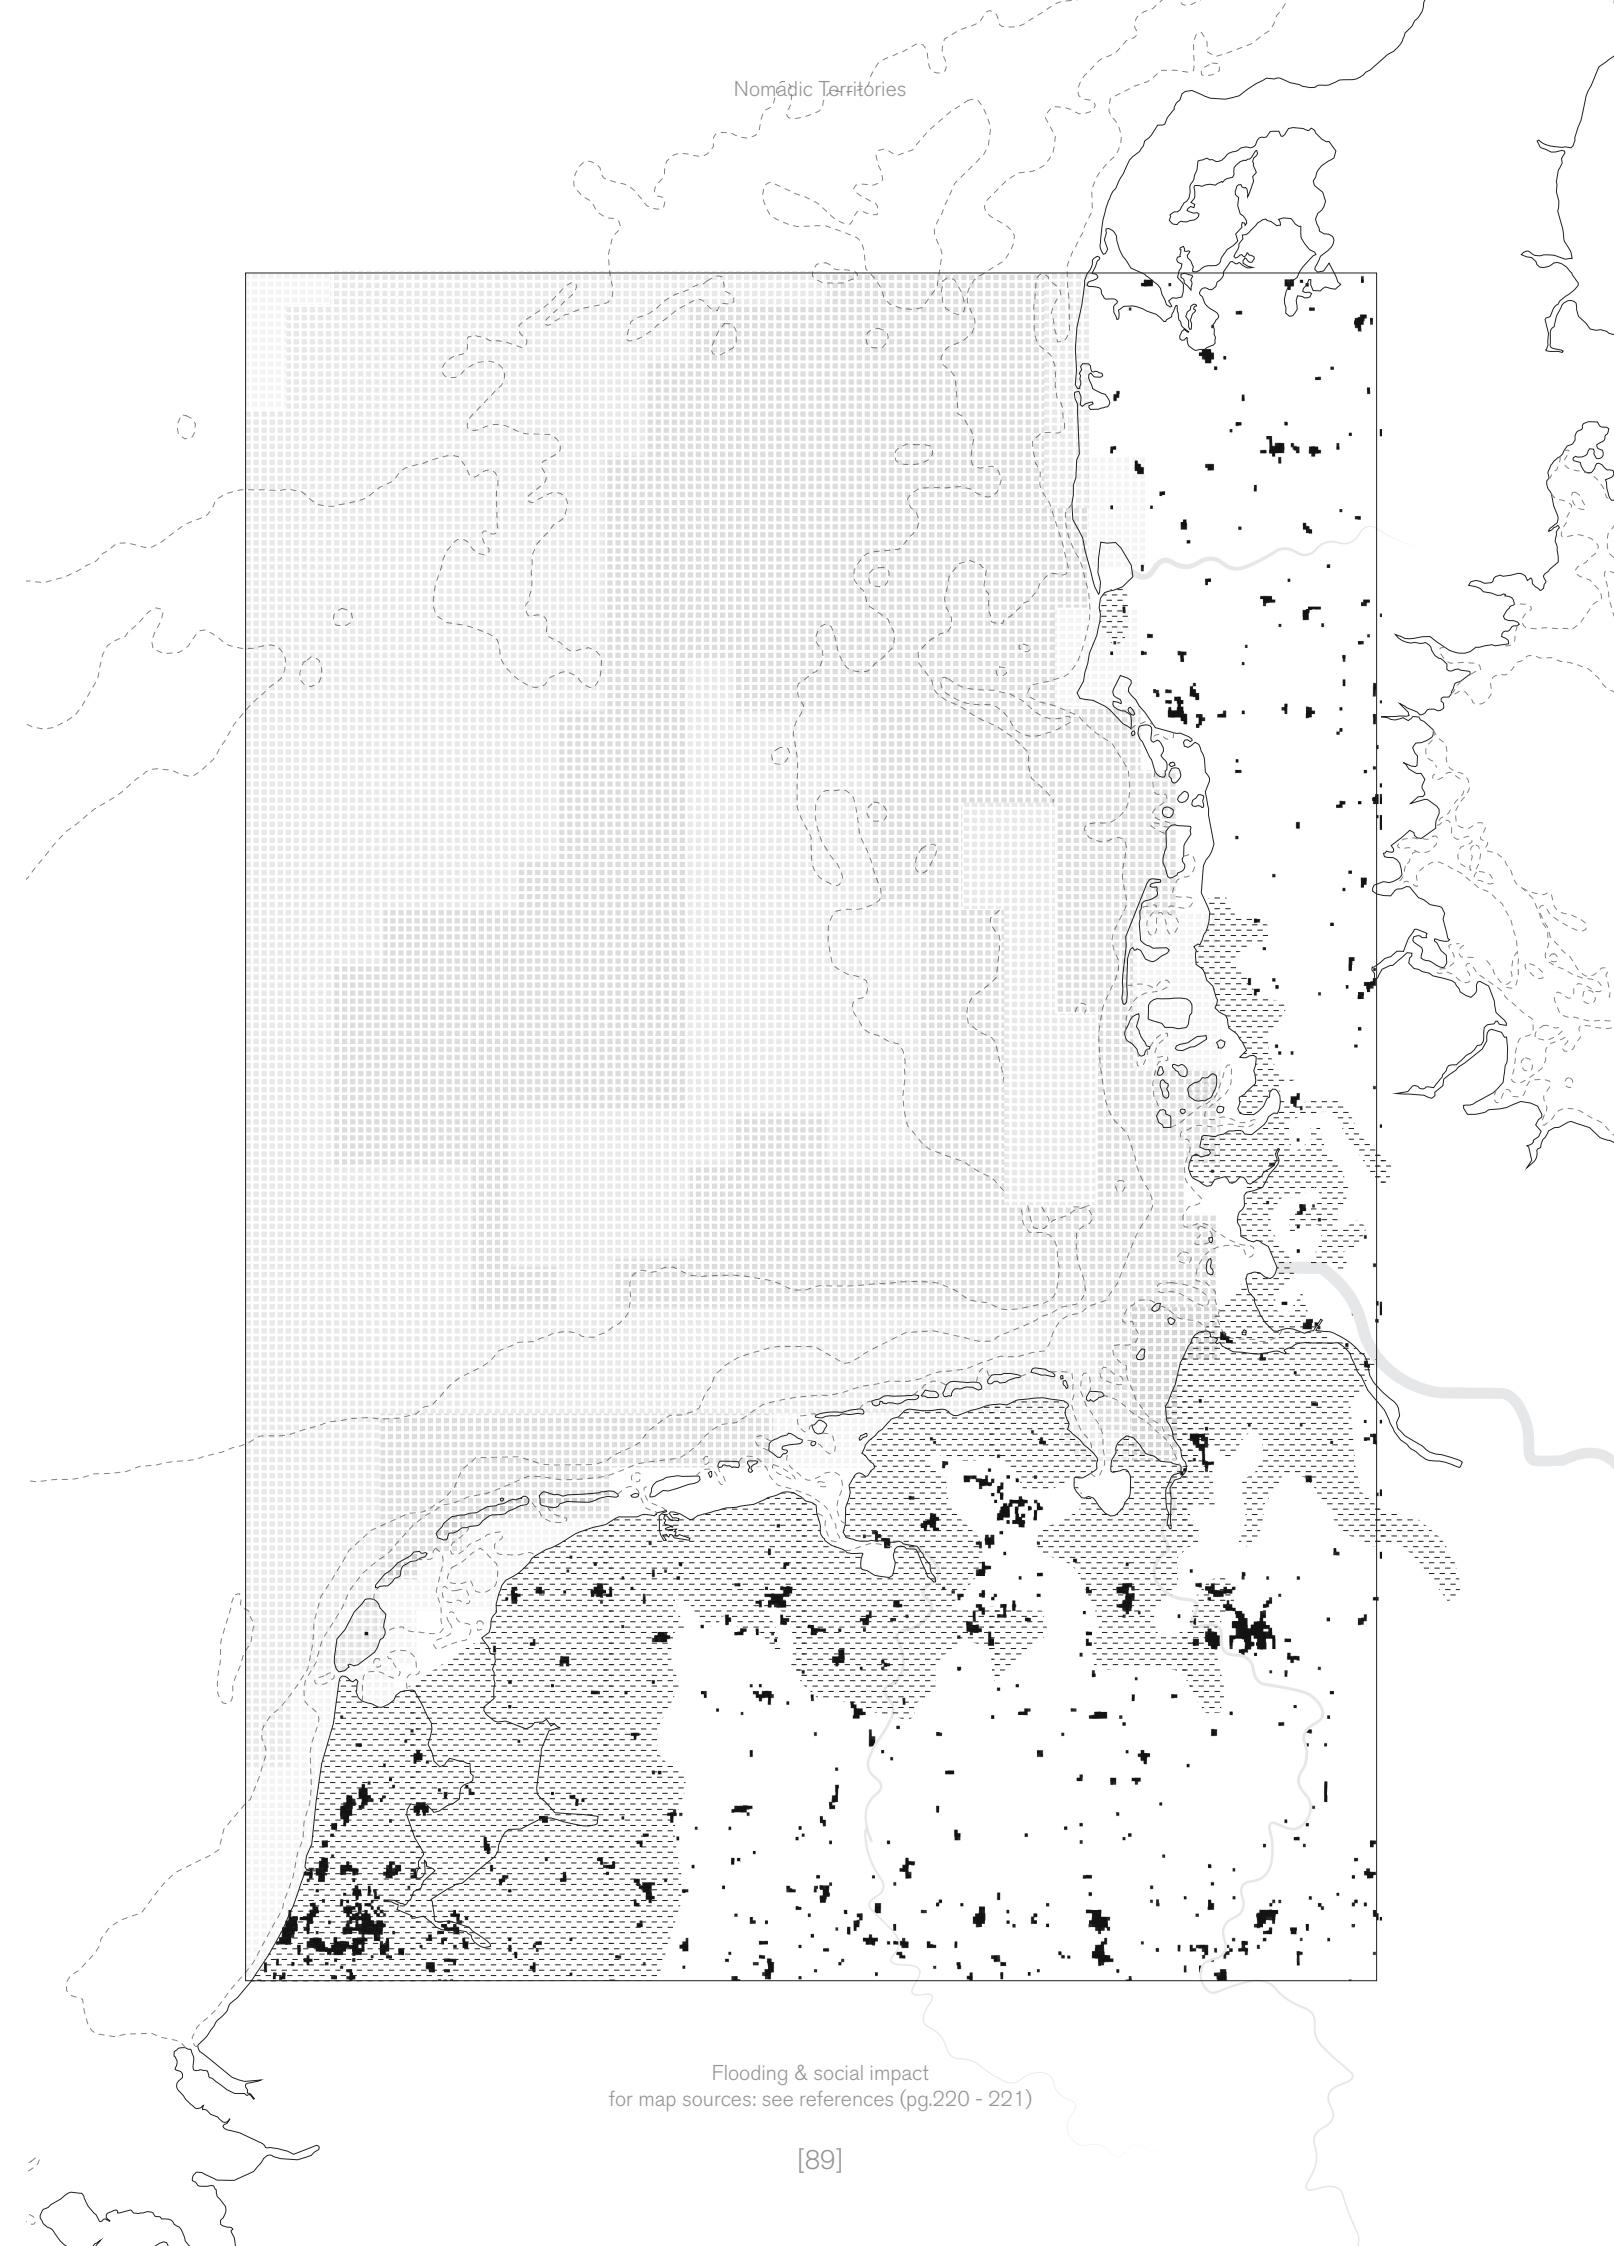 Nomadic Territories
Flooding & social impact
for map sources: see references (pg.220 - 221)
[89]